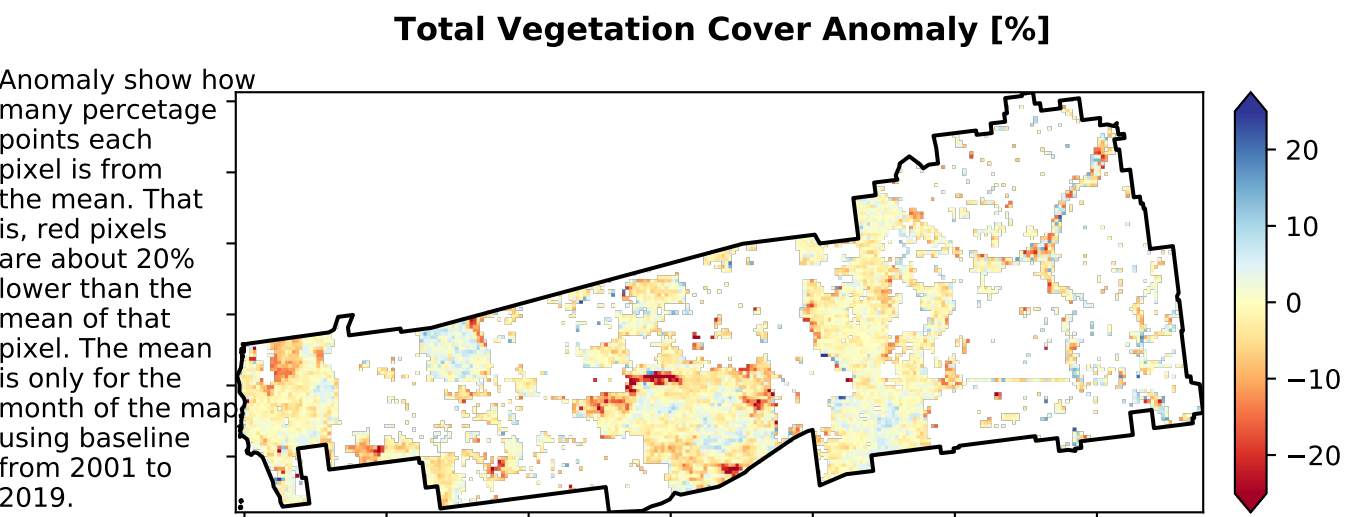 Total Vegetation Cover Anomaly [%]
Anomaly show how
many percetage
points each
pixel is from
the mean. That
is, red pixels
are about 20%
lower than the
mean of that
pixel. The mean
is only for the
month of the map
using baseline
from 2001 to
2019.
20
10
0
−10
−20